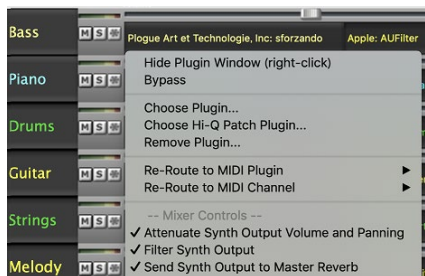 Bass
M S
Plogue Art et Technologie, Inc: sforzando
Apple: AUFilter
Hide Plugin Window (right-click)
Piano
M S
Bypass
Choose Plugin...
Drums
M S
Choose Hi-Q Patch Plugin...
Remove Plugin...
Guitar
M S
Re-Route to MIDI Plugin
Re-Route to MIDI Channel
-- Mixer Controls --
Strings
M S
✓ Attenuate Synth Output Volume and Panning
✓ Filter Synth Output
Melody
M S
✓ Send Synth Output to Master Reverb